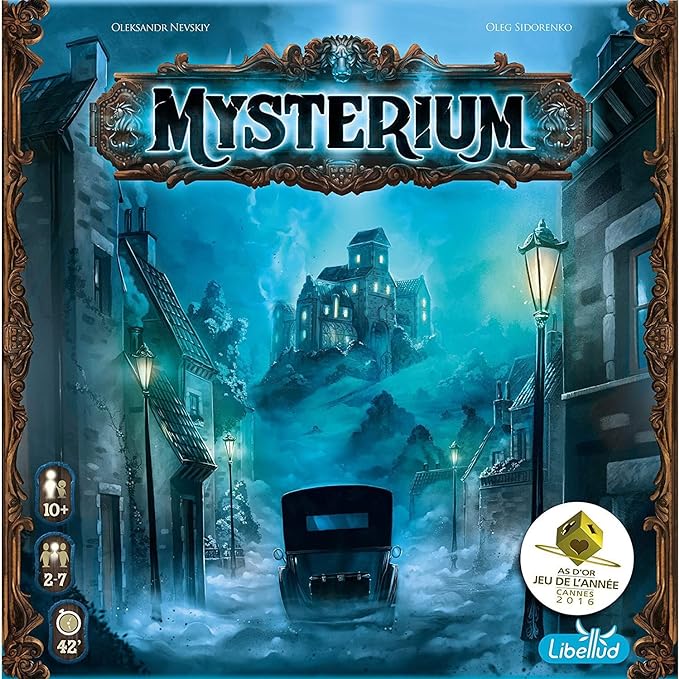 Oleksandr Nevskiy
Oleg Sidorenko
MYSTERIUM
10+
2-7
42'
AS D'OR
JEU DE L'ANNÉE
CANNES
2016
Libellud